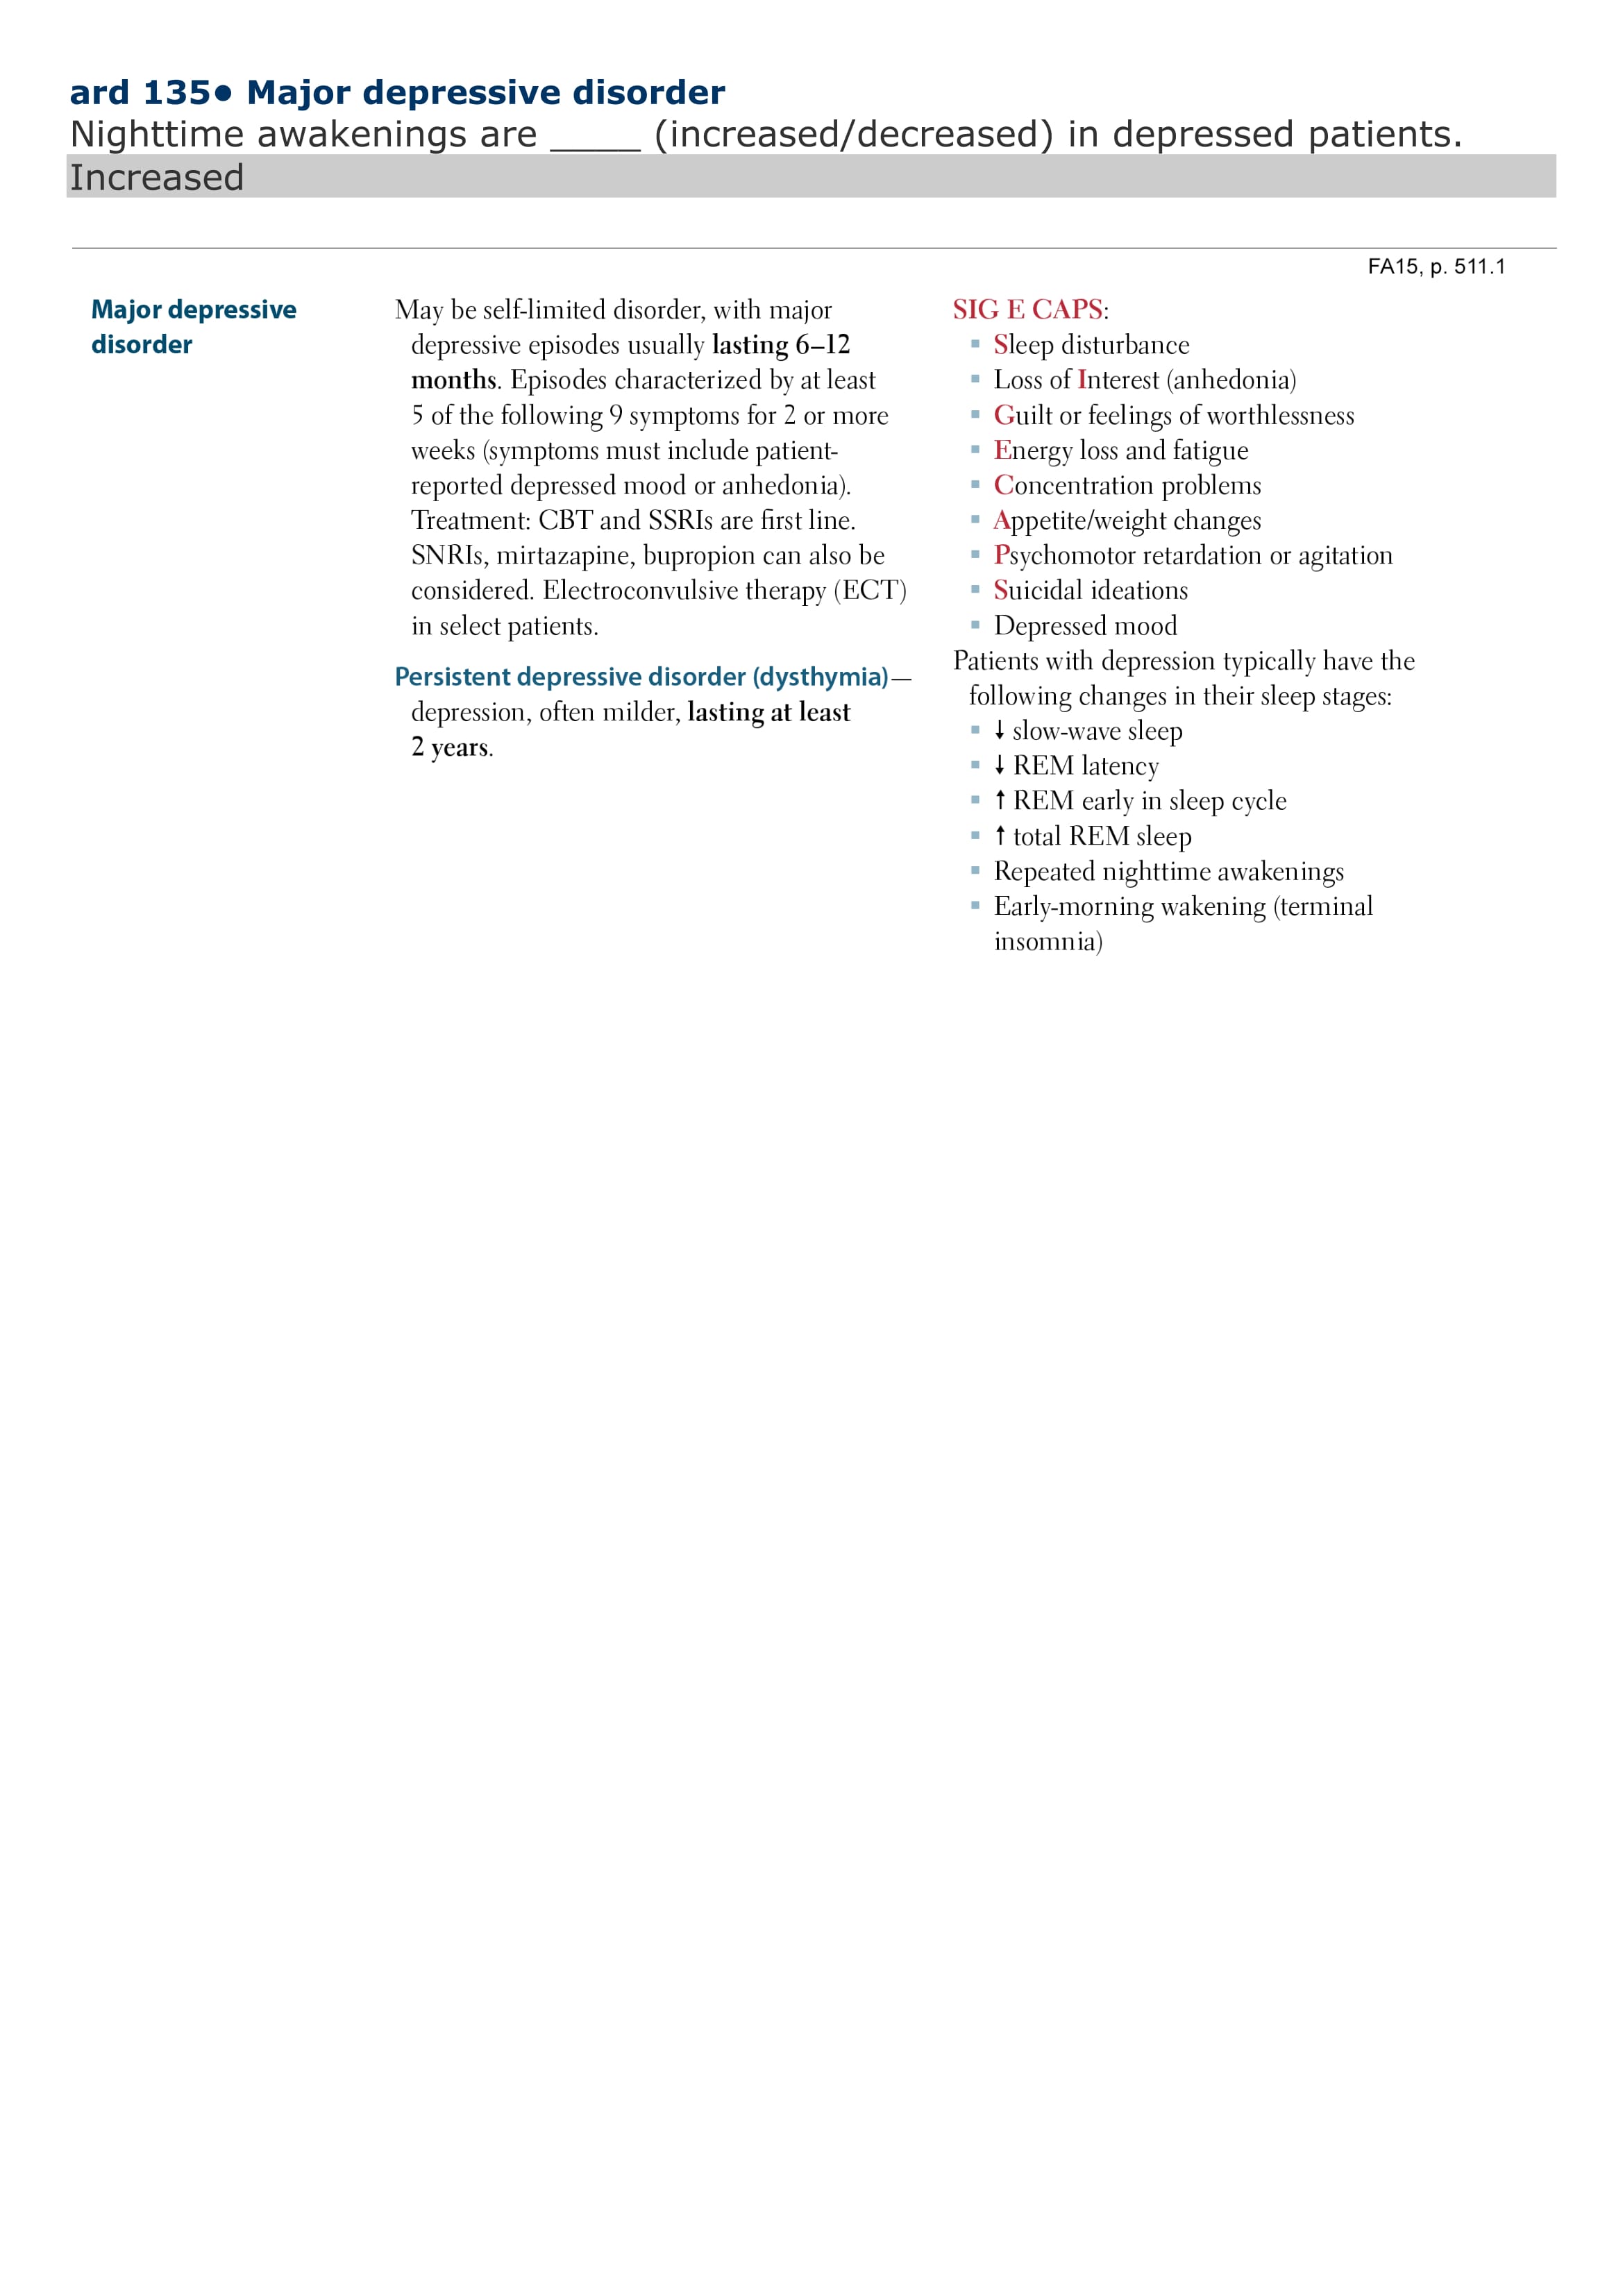 ard 135● Major depressive disorder
Nighttime awakenings are _____ (increased/decreased) in depressed patients.
Increased
FA15, p. 511.1
Major depressive
disorder
May be self-limited disorder, with major
depressive episodes usually lasting 6–12
months. Episodes characterized by at least
5 of the following 9 symptoms for 2 or more
weeks (symptoms must include patient-
reported depressed mood or anhedonia).
Treatment: CBT and SSRIs are first line.
SNRIs, mirtazapine, bupropion can also be
considered. Electroconvulsive therapy (ECT)
in select patients.
Persistent depressive disorder (dysthymia)—
depression, often milder, lasting at least
2 years.
SIG E CAPS:
▪ Sleep disturbance
▪ Loss of Interest (anhedonia)
▪ Guilt or feelings of worthlessness
▪ Energy loss and fatigue
▪ Concentration problems
▪ Appetite/weight changes
▪ Psychomotor retardation or agitation
▪ Suicidal ideations
▪ Depressed mood
Patients with depression typically have the
following changes in their sleep stages:
▪ ↓ slow-wave sleep
▪ ↓ REM latency
▪ ↑ REM early in sleep cycle
▪ ↑ total REM sleep
▪ Repeated nighttime awakenings
▪ Early-morning wakening (terminal
insomnia)